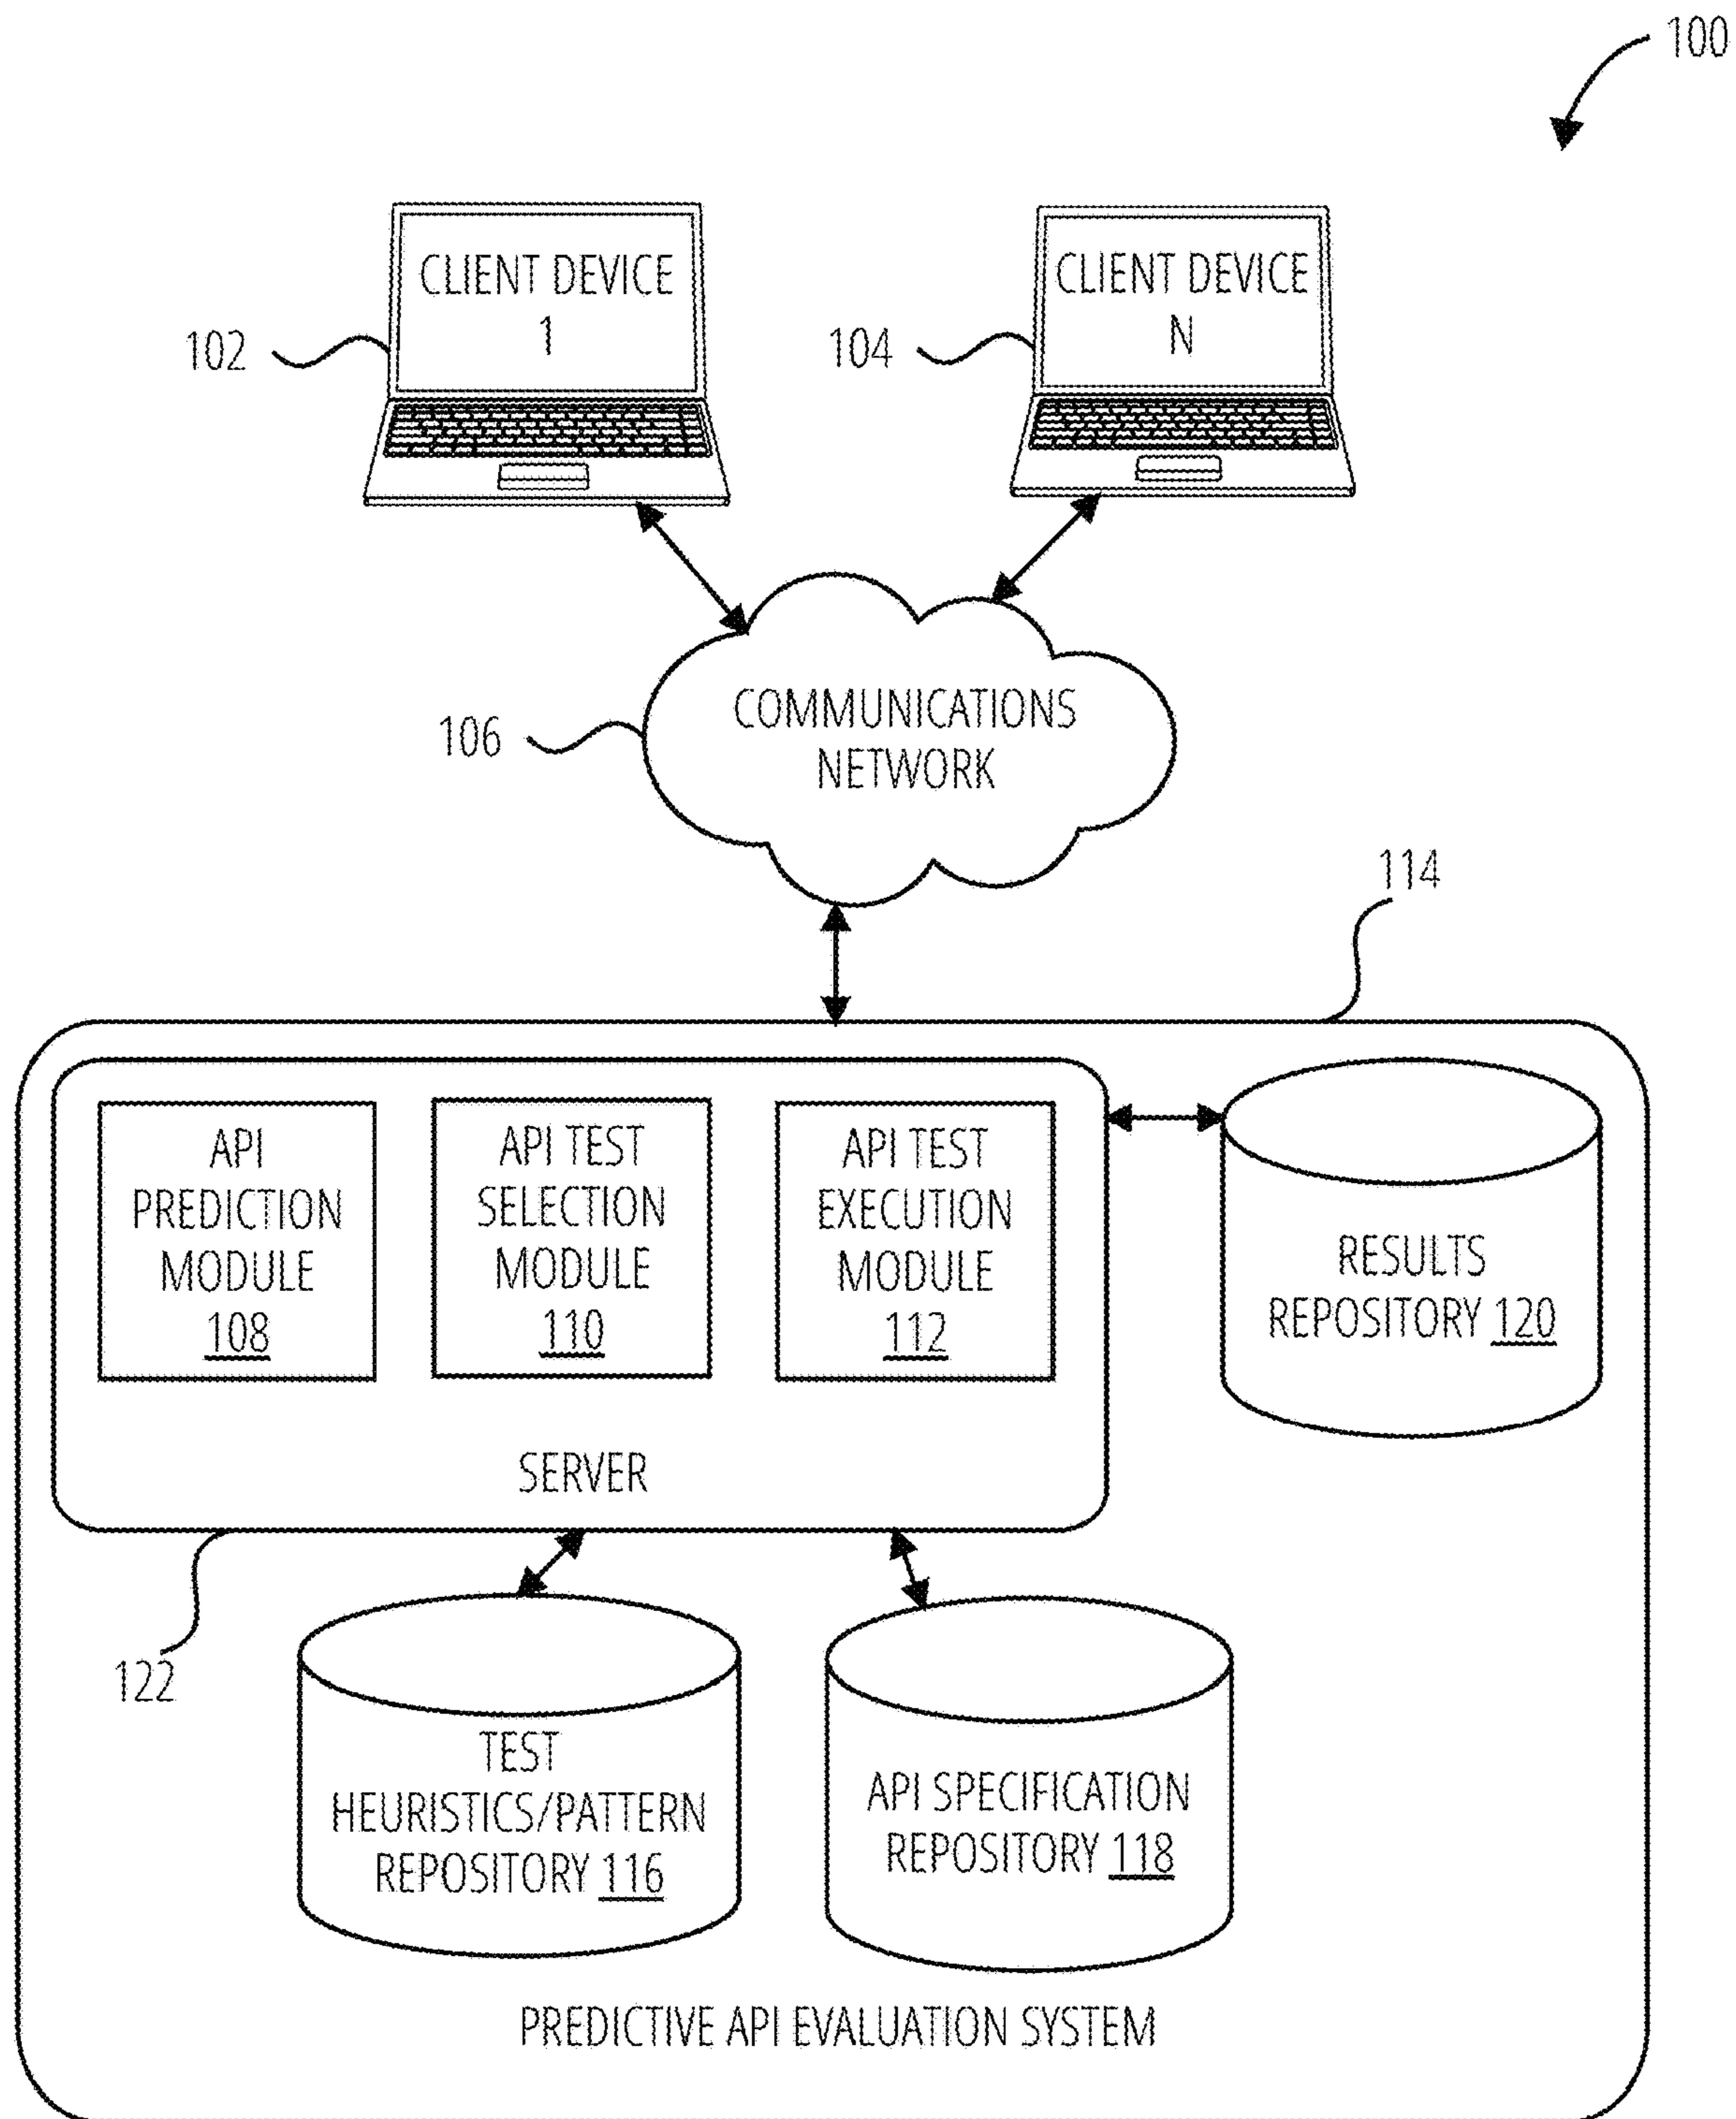 100
CLIENT DEVICE
1
102
CLIENT DEVICE
N
104
COMMUNICATIONS
NETWORK
106
114
API
PREDICTION
MODULE
108
API TEST
SELECTION
MODULE
110
API TEST
EXECUTION
MODULE
112
RESULTS
REPOSITORY 120
SERVER
122
TEST
HEURISTICS/PATTERN
REPOSITORY 116
API SPECIFICATION
REPOSITORY 118
PREDICTIVE API EVALUATION SYSTEM